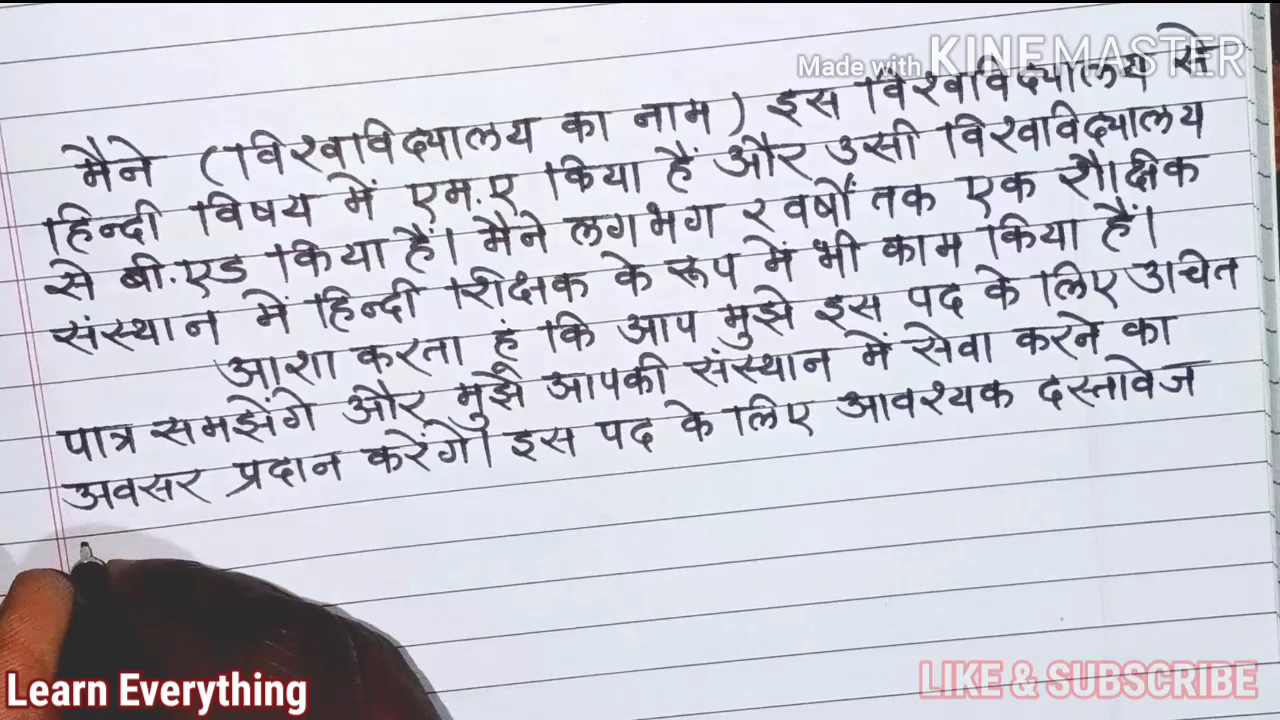 Made with KINEMASTER
मैने (विश्वविद्यालय का नाम) इस विश्वविद्यालय से
हिन्दी विषय में एम.ए किया हैं और उसी विश्वविद्यालय
से बी.एड किया हैं। मैने लगभग २ वर्षों तक एक शैक्षिक
संस्थान में हिन्दी शिक्षक के रूप में भी काम किया हैं।
आशा करता हूं कि आप मुझे इस पद के लिए उचित
पात्र समझेंगे और मुझे आपकी संस्थान में सेवा करने का
अवसर प्रदान करेंगे। इस पद के लिए आवश्यक दस्तावेज
Learn Everything
LIKE & SUBSCRIBE